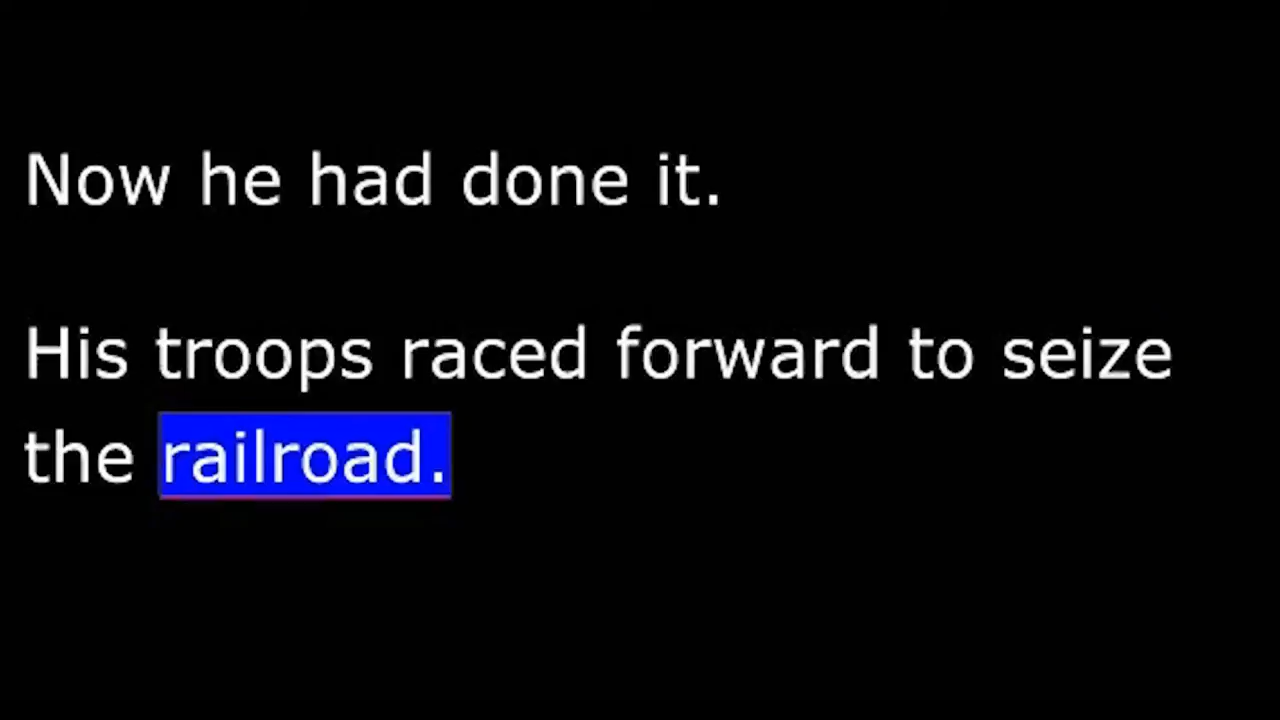 Now he had done it.
His troops raced forward to seize
the railroad.